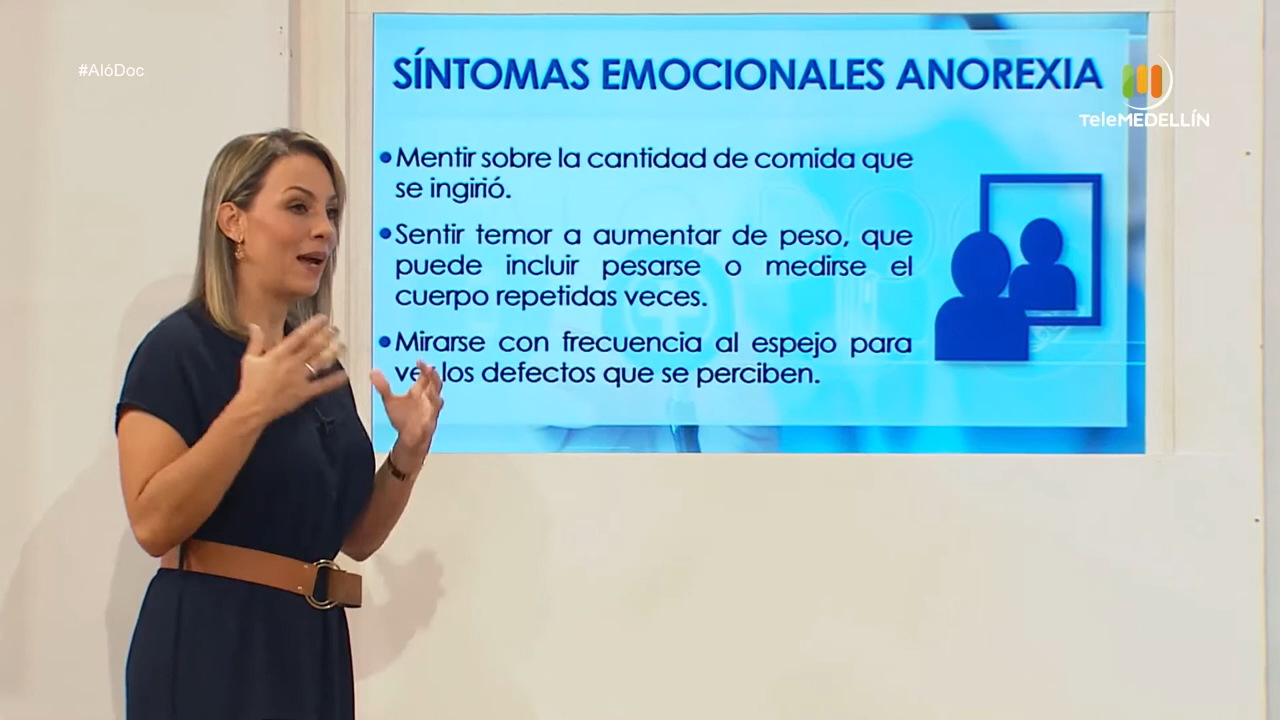 #AlóDoc
SÍNTOMAS EMOCIONALES ANOREXIA
TeleMEDELLÍN
•Mentir sobre la cantidad de comida que
se ingirió.
•Sentir temor a aumentar de peso, que
puede incluir pesarse o medirse el
cuerpo repetidas veces.
•Mirarse con frecuencia al espejo para
ver los defectos que se perciben.